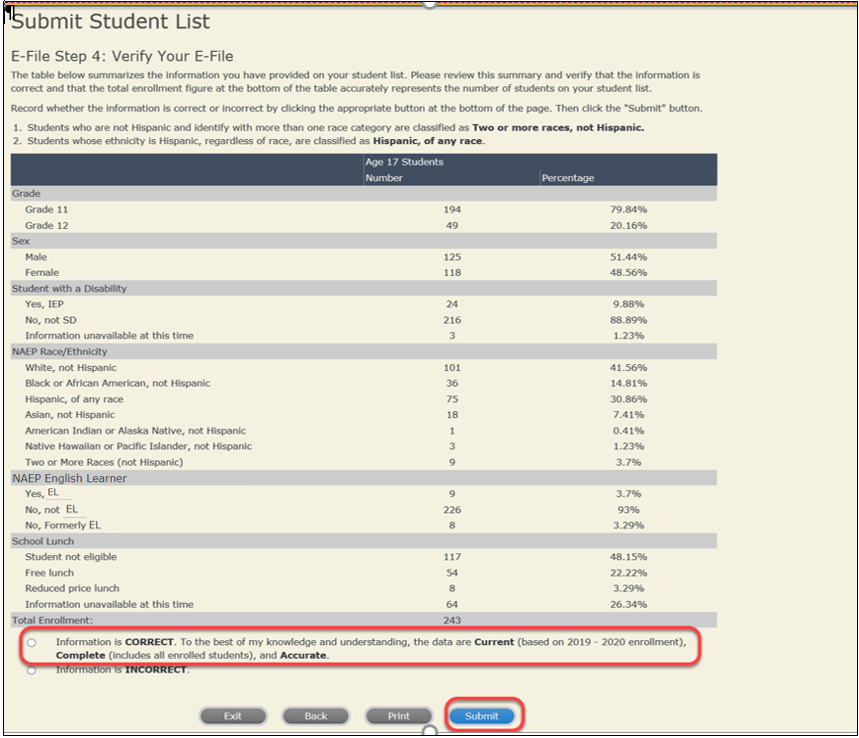 ¶
Submit Student List
E-File Step 4: Verify Your E-File
The table below summarizes the information you have provided on your student list. Please review this summary and verify that the information is
correct and that the total enrollment figure at the bottom of the table accurately represents the number of students on your student list.
Record whether the information is correct or incorrect by clicking the appropriate button at the bottom of the page. Then click the "Submit" button.
1. Students who are not Hispanic and identify with more than one race category are classified as Two or more races, not Hispanic.
2. Students whose ethnicity is Hispanic, regardless of race, are classified as Hispanic, of any race.
Age 17 Students
Number Percentage
Grade
Grade 11 194 79.84%
Grade 12 49 20.16%
Sex
Male 125 51.44%
Female 118 48.56%
Student with a Disability
Yes, IEP 24 9.88%
No, not SD 216 88.89%
Information unavailable at this time 3 1.23%
NAEP Race/Ethnicity
White, not Hispanic 101 41.56%
Black or African American, not Hispanic 36 14.81%
Hispanic, of any race 75 30.86%
Asian, not Hispanic 18 7.41%
American Indian or Alaska Native, not Hispanic 1 0.41%
Native Hawaiian or Pacific Islander, not Hispanic 3 1.23%
Two or More Races (not Hispanic) 9 3.7%
NAEP English Learner
Yes, EL 9 3.7%
No, not EL 226 93%
No, Formerly EL 8 3.29%
School Lunch
Student not eligible 117 48.15%
Free lunch 54 22.22%
Reduced price lunch 8 3.29%
Information unavailable at this time 64 26.34%
Total Enrollment: 243
Information is CORRECT. To the best of my knowledge and understanding, the data are Current (based on 2019 - 2020 enrollment),
Complete (includes all enrolled students), and Accurate.
Information is INCORRECT.
Exit Back Print Submit